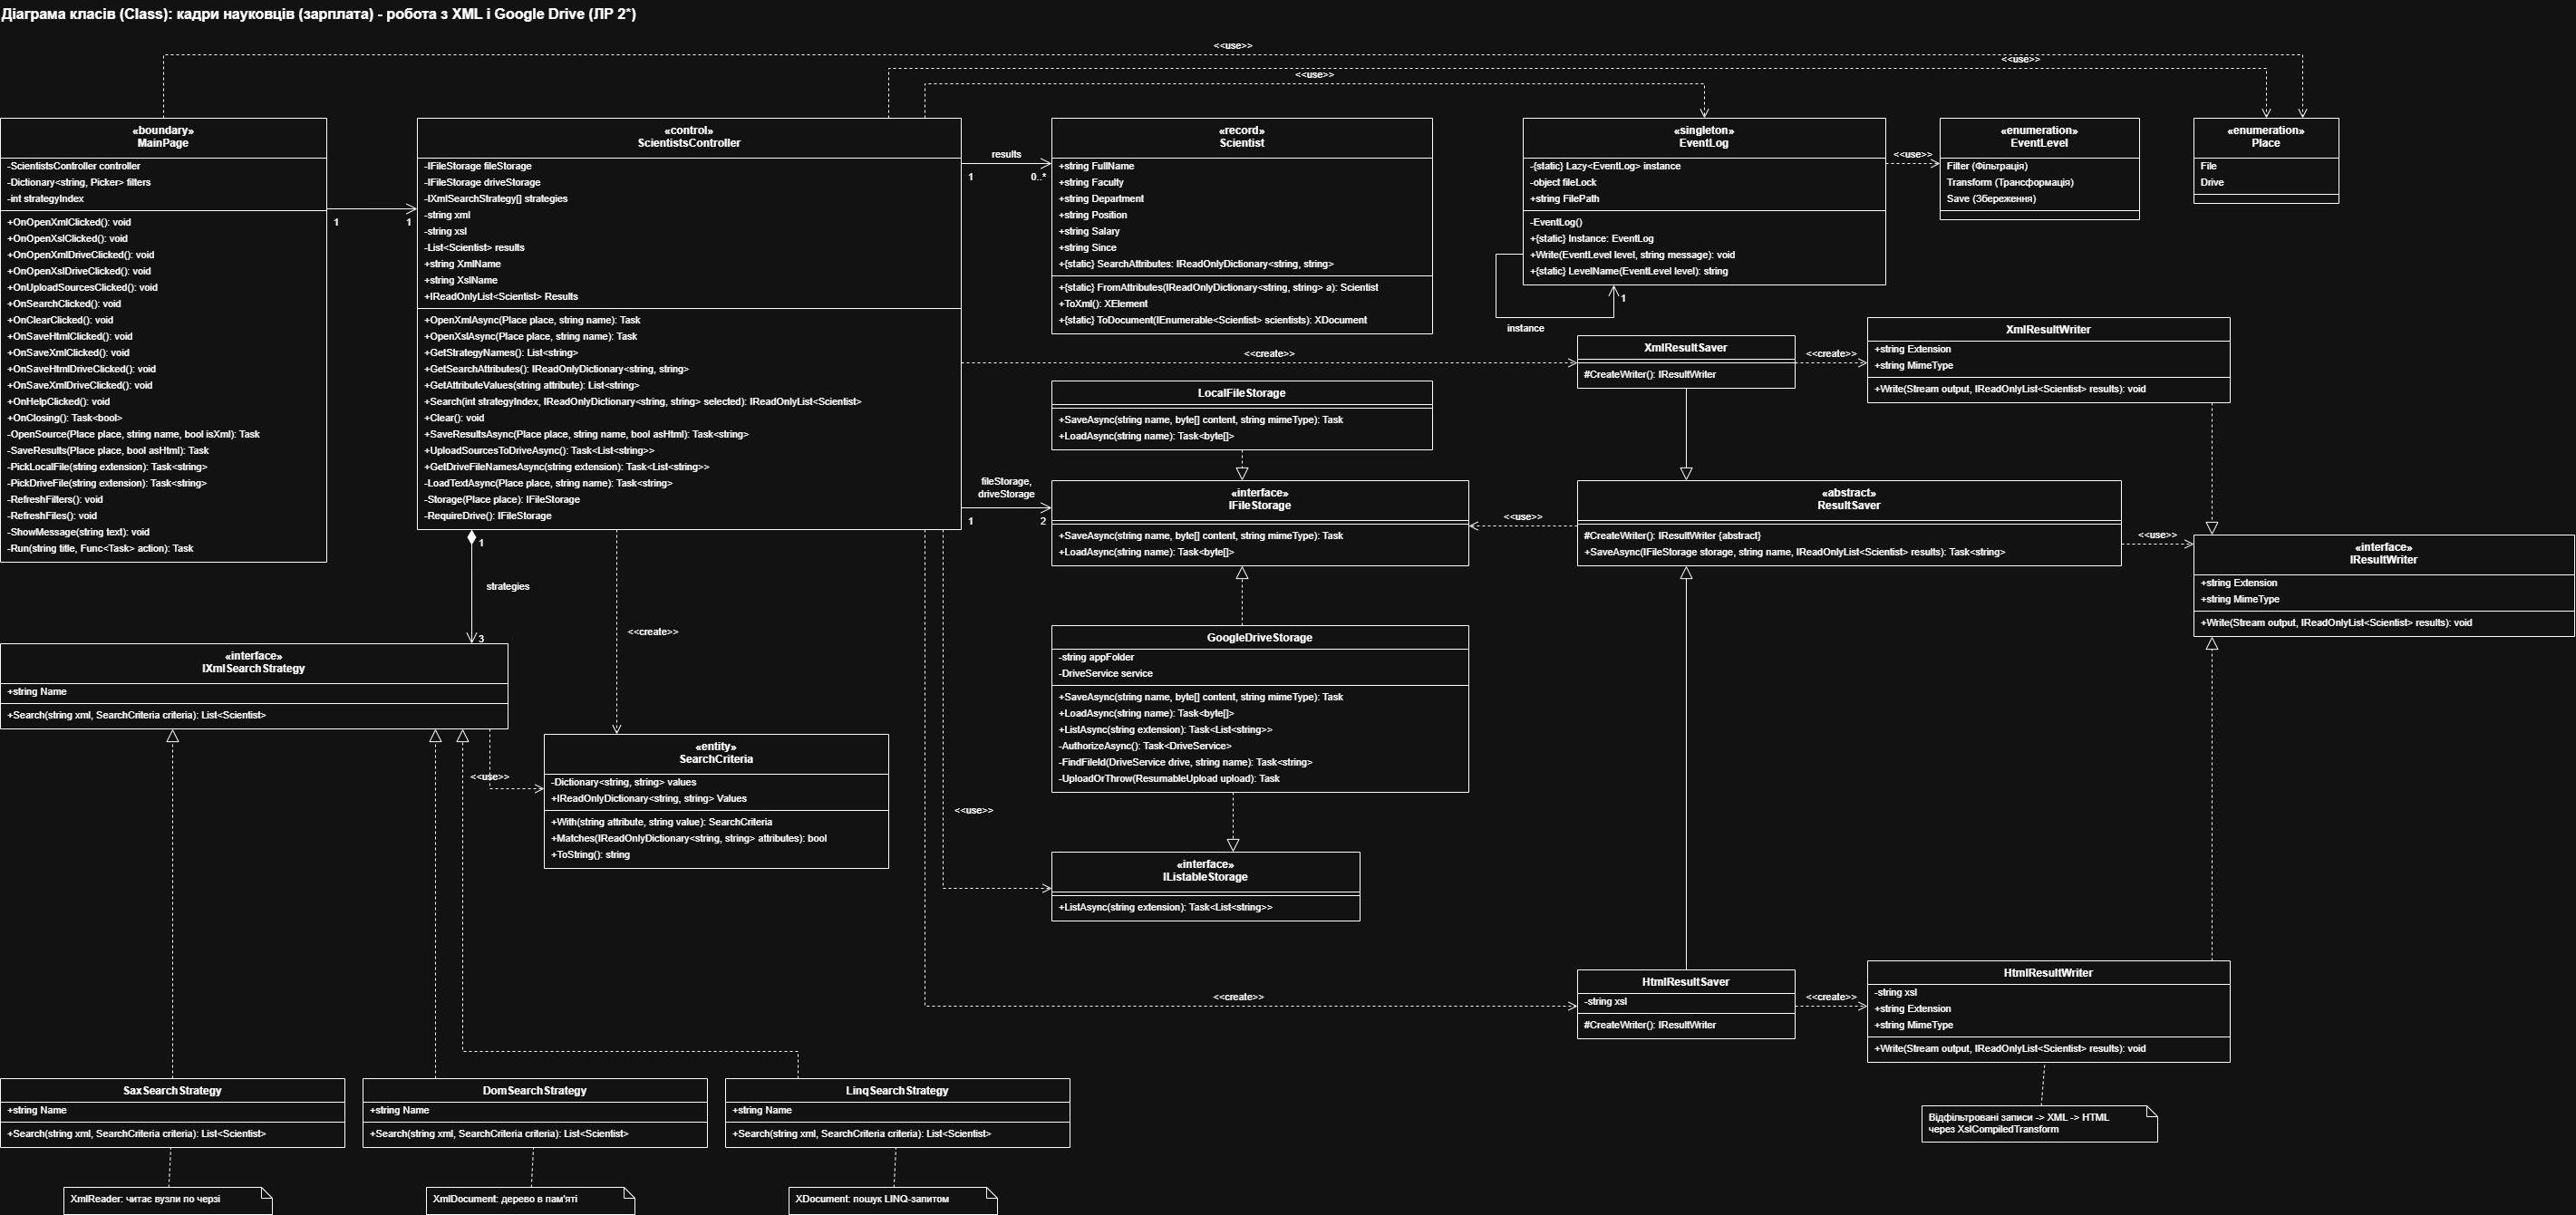 Діаграма класів (Class): кадри науковців (зарплата) - робота з XML і Google Drive (ЛР 2*)
<<use>>
<<use>>
<<use>>
«boundary»
MainPage
-ScientistsController controller
-Dictionary<string, Picker> filters
-int strategyIndex
+OnOpenXmlClicked(): void
+OnOpenXslClicked(): void
+OnOpenXmlDriveClicked(): void
+OnOpenXslDriveClicked(): void
+OnUploadSourcesClicked(): void
+OnSearchClicked(): void
+OnClearClicked(): void
+OnSaveHtmlClicked(): void
+OnSaveXmlClicked(): void
+OnSaveHtmlDriveClicked(): void
+OnSaveXmlDriveClicked(): void
+OnHelpClicked(): void
+OnClosing(): Task<bool>
-OpenSource(Place place, string name, bool isXml): Task
-SaveResults(Place place, bool asHtml): Task
-PickLocalFile(string extension): Task<string>
-PickDriveFile(string extension): Task<string>
-RefreshFilters(): void
-RefreshFiles(): void
-ShowMessage(string text): void
-Run(string title, Func<Task> action): Task
1
1
«control»
ScientistsController
-IFileStorage fileStorage
-IFileStorage driveStorage
-IXmlSearchStrategy[] strategies
-string xml
-string xsl
-List<Scientist> results
+string XmlName
+string XslName
+IReadOnlyList<Scientist> Results
+OpenXmlAsync(Place place, string name): Task
+OpenXslAsync(Place place, string name): Task
+GetStrategyNames(): List<string>
+GetSearchAttributes(): IReadOnlyDictionary<string, string>
+GetAttributeValues(string attribute): List<string>
+Search(int strategyIndex, IReadOnlyDictionary<string, string> selected): IReadOnlyList<Scientist>
+Clear(): void
+SaveResultsAsync(Place place, string name, bool asHtml): Task<string>
+UploadSourcesToDriveAsync(): Task<List<string>>
+GetDriveFileNamesAsync(string extension): Task<List<string>>
-LoadTextAsync(Place place, string name): Task<string>
-Storage(Place place): IFileStorage
-RequireDrive(): IFileStorage
results
1
0..*
«record»
Scientist
+string FullName
+string Faculty
+string Department
+string Position
+string Salary
+string Since
+{static} SearchAttributes: IReadOnlyDictionary<string, string>
+{static} FromAttributes(IReadOnlyDictionary<string, string> a): Scientist
+ToXml(): XElement
+{static} ToDocument(IEnumerable<Scientist> scientists): XDocument
«singleton»
EventLog
-{static} Lazy<EventLog> instance
-object fileLock
+string FilePath
-EventLog()
+{static} Instance: EventLog
+Write(EventLevel level, string message): void
+{static} LevelName(EventLevel level): string
1
instance
<<use>>
«enumeration»
EventLevel
Filter (Фільтрація)
Transform (Трансформація)
Save (Збереження)
«enumeration»
Place
File
Drive
<<create>>
XmlResultSaver
#CreateWriter(): IResultWriter
<<create>>
XmlResultWriter
+string Extension
+string MimeType
+Write(Stream output, IReadOnlyList<Scientist> results): void
LocalFileStorage
+SaveAsync(string name, byte[] content, string mimeType): Task
+LoadAsync(string name): Task<byte[]>
fileStorage,
driveStorage
1
2
«interface»
IFileStorage
+SaveAsync(string name, byte[] content, string mimeType): Task
+LoadAsync(string name): Task<byte[]>
<<use>>
«abstract»
ResultSaver
#CreateWriter(): IResultWriter {abstract}
+SaveAsync(IFileStorage storage, string name, IReadOnlyList<Scientist> results): Task<string>
<<use>>
«interface»
IResultWriter
+string Extension
+string MimeType
+Write(Stream output, IReadOnlyList<Scientist> results): void
1
strategies
3
<<create>>
«interface»
IXmlSearchStrategy
+string Name
+Search(string xml, SearchCriteria criteria): List<Scientist>
<<use>>
«entity»
SearchCriteria
-Dictionary<string, string> values
+IReadOnlyDictionary<string, string> Values
+With(string attribute, string value): SearchCriteria
+Matches(IReadOnlyDictionary<string, string> attributes): bool
+ToString(): string
GoogleDriveStorage
-string appFolder
-DriveService service
+SaveAsync(string name, byte[] content, string mimeType): Task
+LoadAsync(string name): Task<byte[]>
+ListAsync(string extension): Task<List<string>>
-AuthorizeAsync(): Task<DriveService>
-FindFileId(DriveService drive, string name): Task<string>
-UploadOrThrow(ResumableUpload upload): Task
<<use>>
«interface»
IListableStorage
+ListAsync(string extension): Task<List<string>>
<<create>>
HtmlResultSaver
-string xsl
#CreateWriter(): IResultWriter
<<create>>
HtmlResultWriter
-string xsl
+string Extension
+string MimeType
+Write(Stream output, IReadOnlyList<Scientist> results): void
Відфільтровані записи -> XML -> HTML
через XslCompiledTransform
SaxSearchStrategy
+string Name
+Search(string xml, SearchCriteria criteria): List<Scientist>
DomSearchStrategy
+string Name
+Search(string xml, SearchCriteria criteria): List<Scientist>
LinqSearchStrategy
+string Name
+Search(string xml, SearchCriteria criteria): List<Scientist>
XmlReader: читає вузли по черзі
XmlDocument: дерево в пам'яті
XDocument: пошук LINQ-запитом